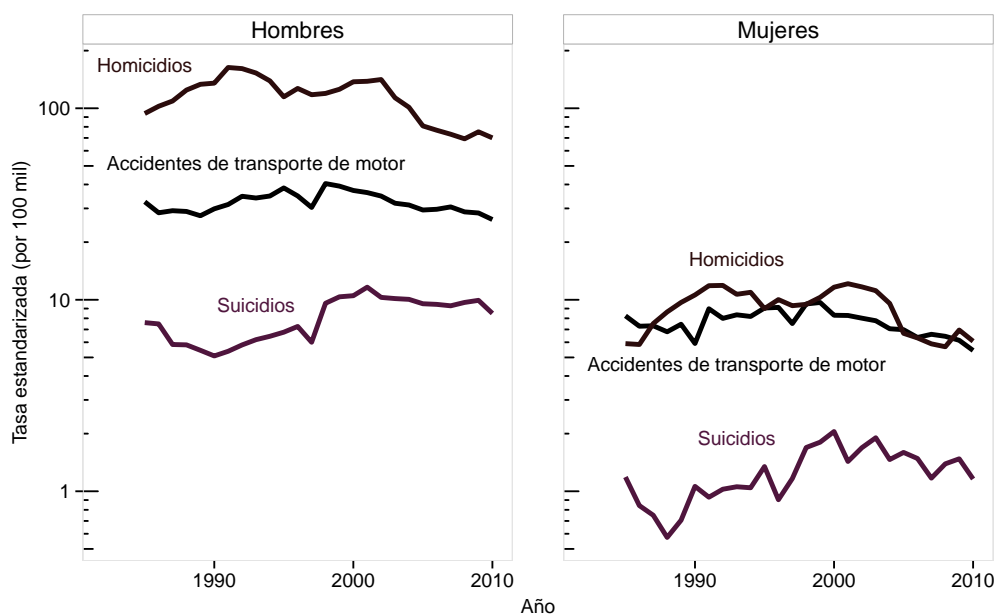 Hombres
Mujeres
Homicidios
100
Accidentes de transporte de motor
Tasa estandarizada (por 100 mil)
Homicidios
10
Suicidios
Accidentes de transporte de motor
Suicidios
1
1990
2000
2010
1990
2000
2010
Año